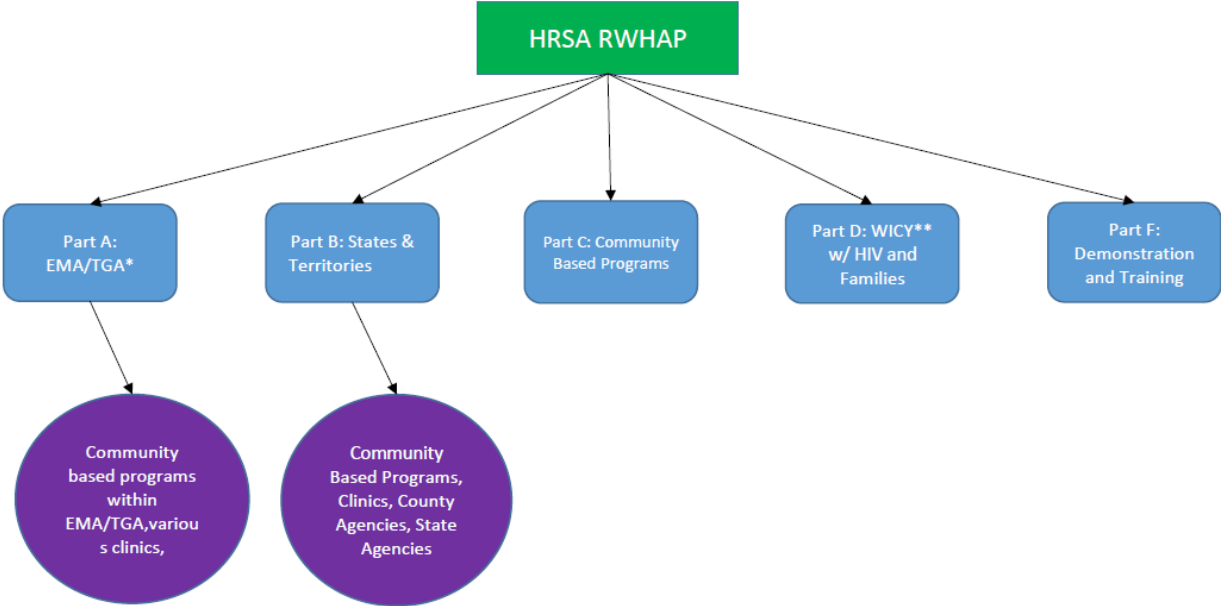 HRSA RWHAP
Part A:
EMA/TGA*
Part B: States &
Territories
Part C: Community
Based Programs
Part D: WICY**
w/ HIV and
Families
Part F:
Demonstration
and Training
Community
based programs
within
EMA/TGA,variou
s clinics,
Community
Based Programs,
Clinics, County
Agencies, State
Agencies